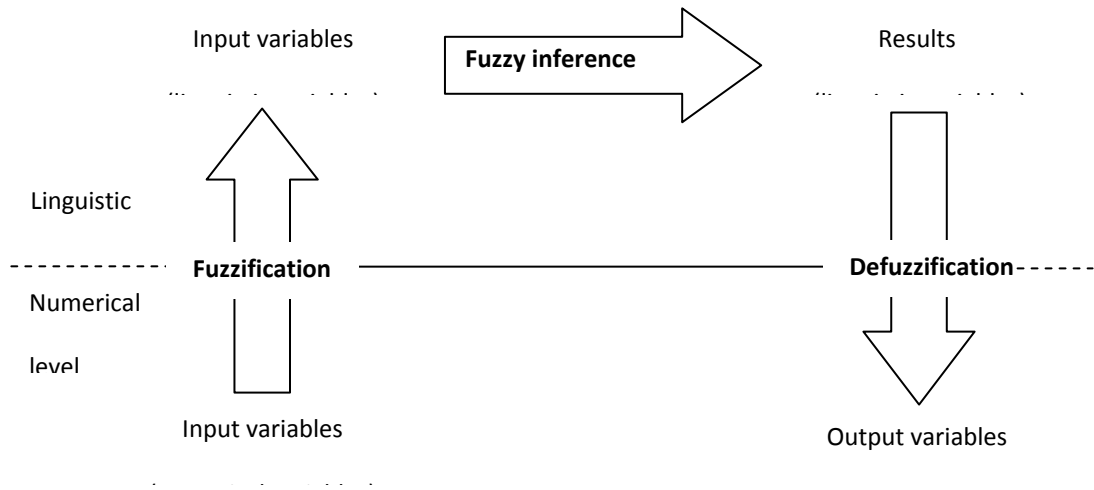 Input variables
Fuzzy inference
Results
Linguistic
Fuzzification
Defuzzification
Numerical
level
Input variables
Output variables